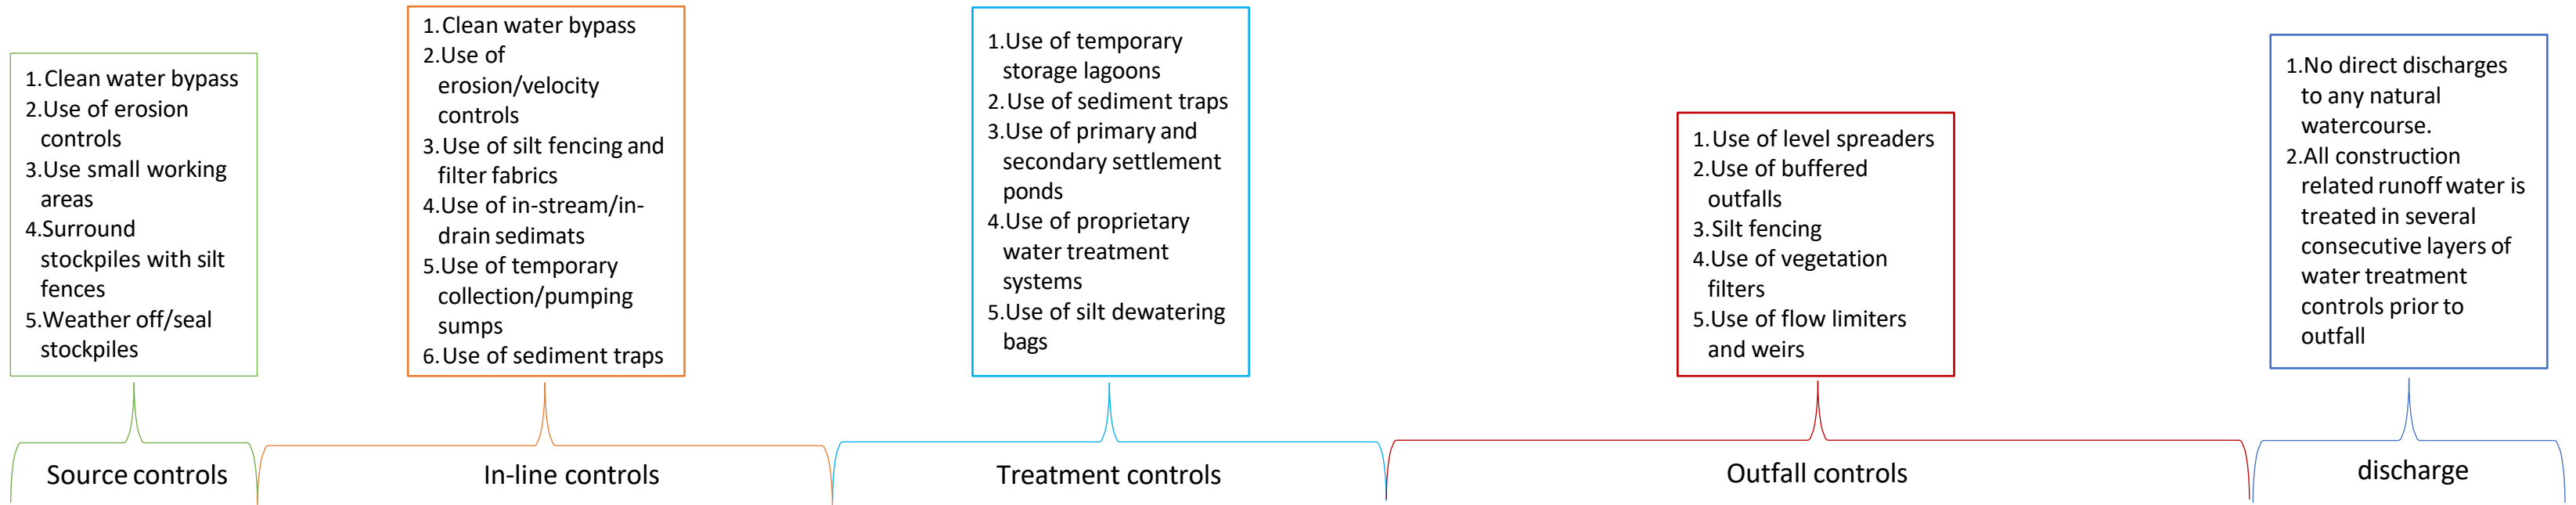 1.Clean water bypass
2.Use of erosion
controls
3.Use small working
areas
4.Surround
stockpiles with silt
fences
5.Weather off/seal
stockpiles
1.Clean water bypass
2.Use of
erosion/velocity
controls
3.Use of silt fencing and
filter fabrics
4.Use of in-stream/in-
drain sedimats
5.Use of temporary
collection/pumping
sumps
6.Use of sediment traps
1.Use of temporary
storage lagoons
2.Use of sediment traps
3.Use of primary and
secondary settlement
ponds
4.Use of proprietary
water treatment
systems
5.Use of silt dewatering
bags
1.Use of level spreaders
2.Use of buffered
outfalls
3.Silt fencing
4.Use of vegetation
filters
5.Use of flow limiters
and weirs
1.No direct discharges
to any natural
watercourse.
2.All construction
related runoff water is
treated in several
consecutive layers of
water treatment
controls prior to
outfall
Source controls
In-line controls
Treatment controls
Outfall controls
discharge